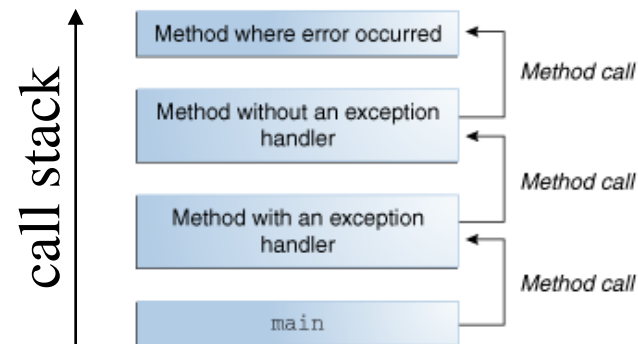 call stack
Method where error occurred
Method call
Method without an exception
handler
Method call
Method with an exception
handler
Method call
main